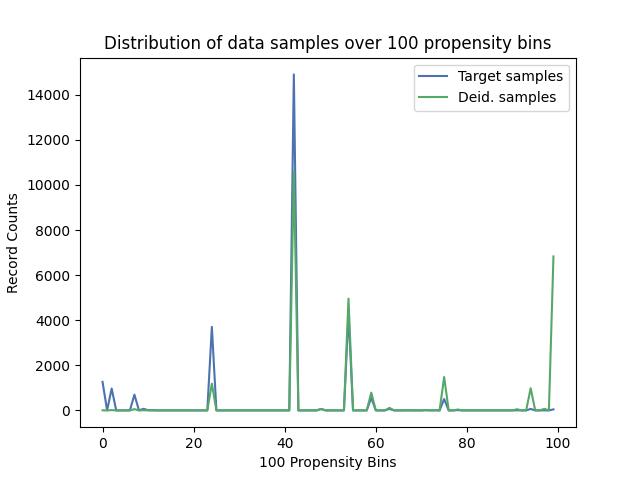 Distribution of data samples over 100 propensity bins
Target samples
Deid. samples
14000
12000
10000
8000
6000
4000
2000
0
Record Counts
0 20 40 60 80 100
100 Propensity Bins